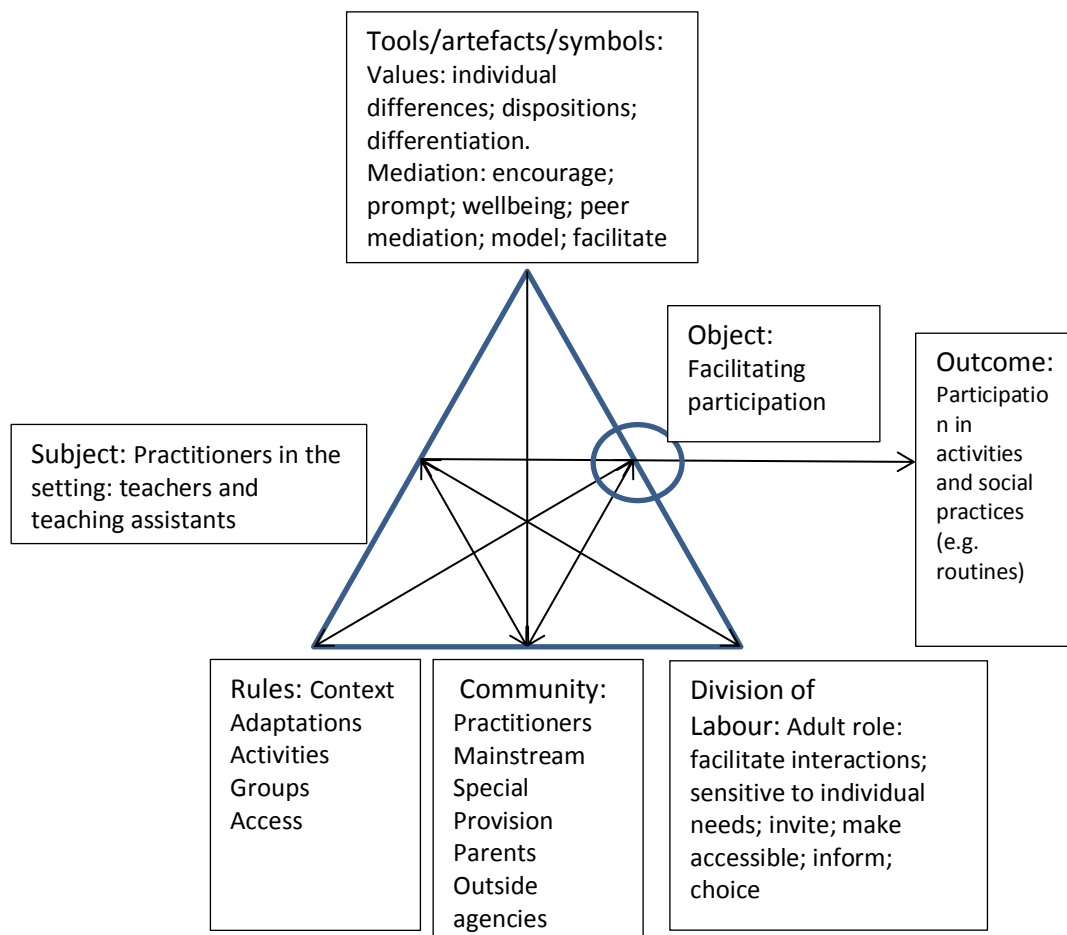 Tools/artefacts/symbols:
Values: individual
differences; dispositions;
differentiation.
Mediation: encourage;
prompt; wellbeing; peer
mediation; model; facilitate
Object:
Facilitating
participation
Outcome:
Participatio
n in
activities
and social
practices
(e.g.
routines)
Subject: Practitioners in the
setting: teachers and
teaching assistants
Rules: Context
Adaptations
Activities
Groups
Access
Community:
Practitioners
Mainstream
Special
Provision
Parents
Outside
agencies
Division of
Labour: Adult role:
facilitate interactions;
sensitive to individual
needs; invite; make
accessible; inform;
choice